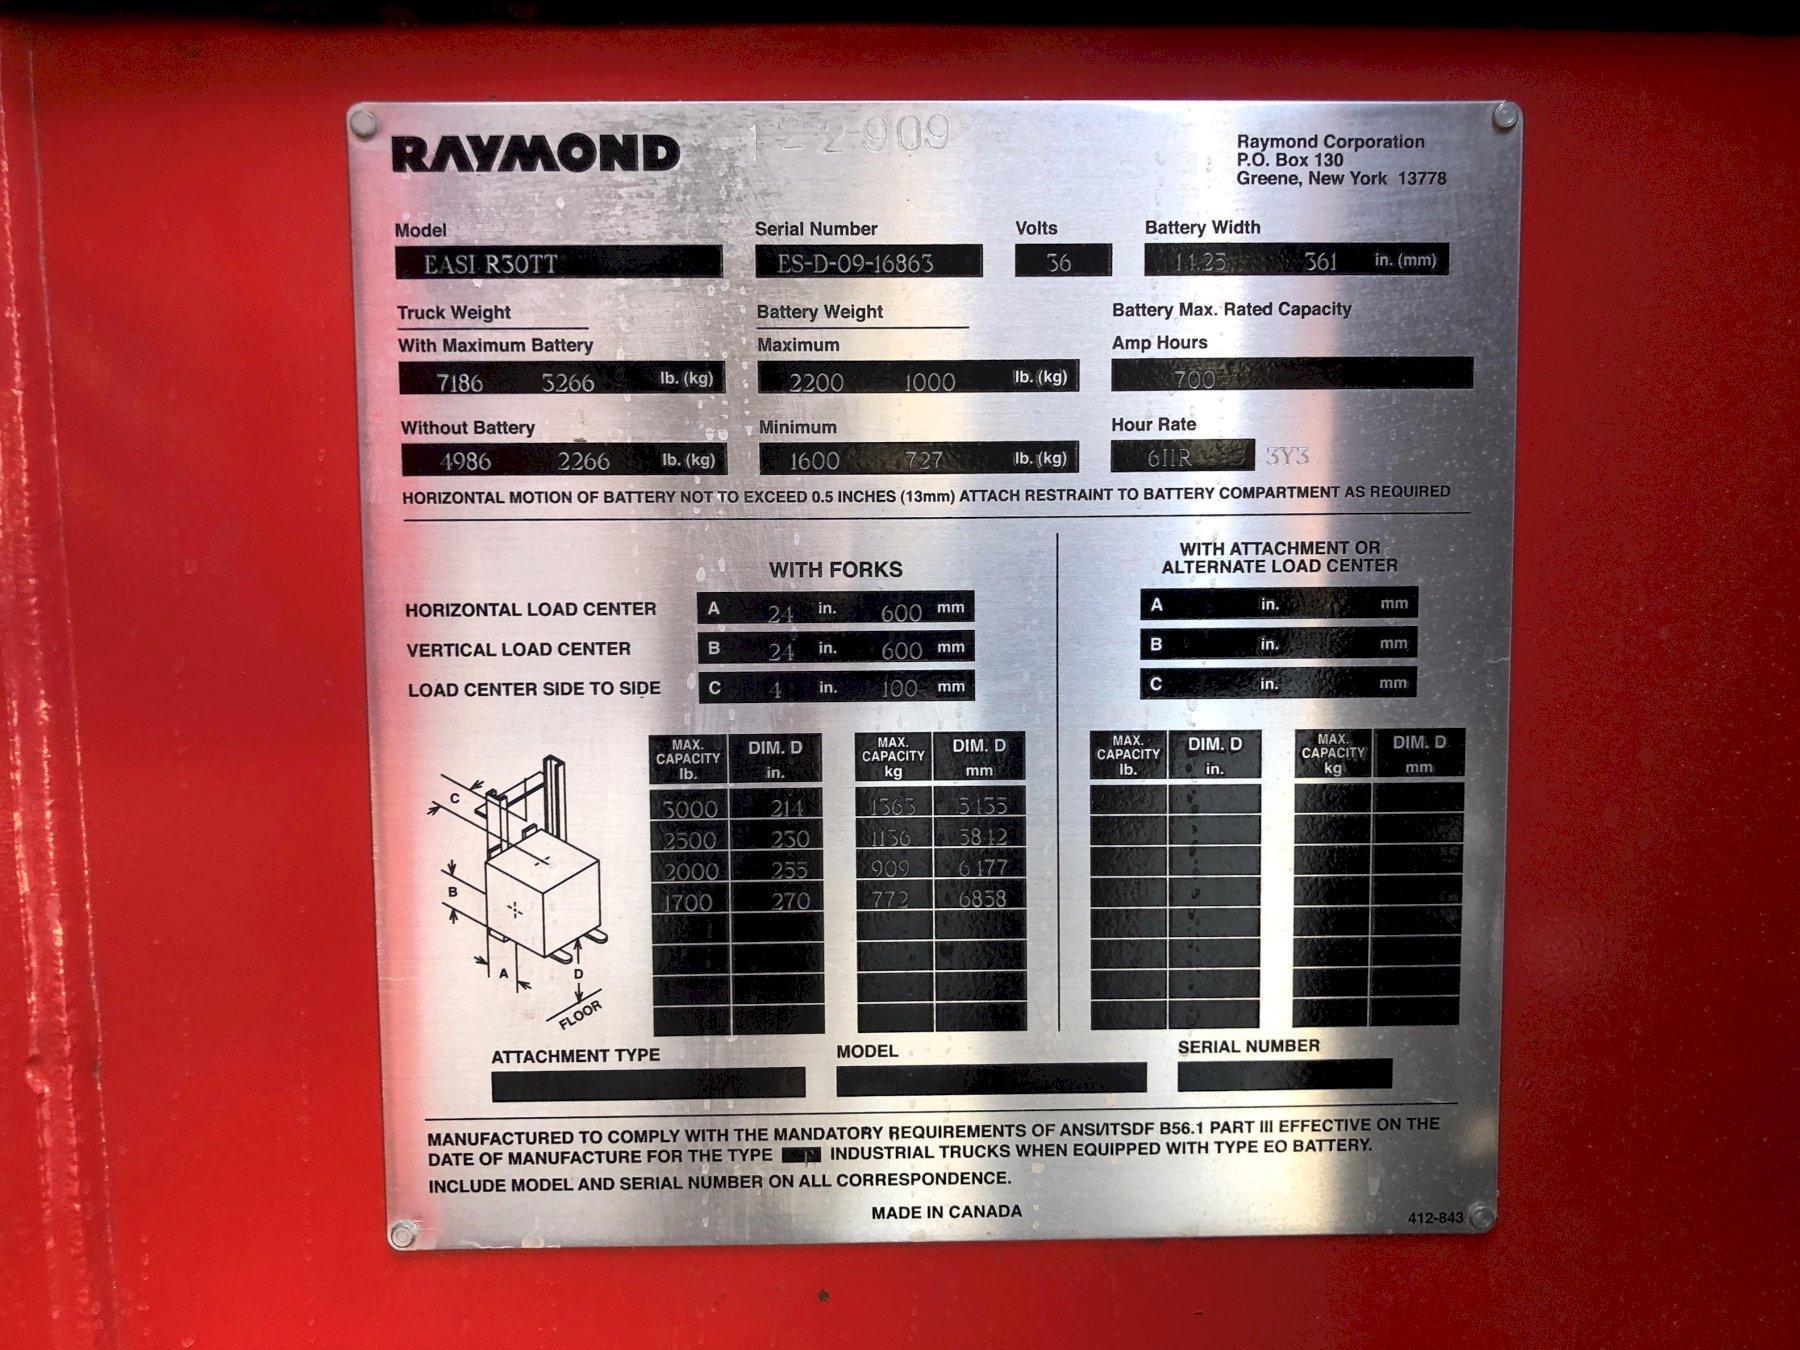 RAYMOND 1 - 2 909
Raymond Corporation
P.O. Box 130
Greene, New York 13778
Model Serial Number Volts Battery Width
EASI R30TT ES-D-09-16863 36 14.25 361 in. (mm)
Truck Weight Battery Weight Battery Max. Rated Capacity
With Maximum Battery Maximum Amp Hours
7186 3266 lb. (kg) 2200 1000 lb. (kg) 700
Without Battery Minimum Hour Rate
4986 2266 lb. (kg) 1600 727 lb. (kg) 6HR 3Y3
HORIZONTAL MOTION OF BATTERY NOT TO EXCEED 0.5 INCHES (13mm) ATTACH RESTRAINT TO BATTERY COMPARTMENT AS REQUIRED
WITH FORKS
WITH ATTACHMENT OR
ALTERNATE LOAD CENTER
HORIZONTAL LOAD CENTER A 24 in. 600 mm A in. mm
VERTICAL LOAD CENTER B 24 in. 600 mm B in. mm
LOAD CENTER SIDE TO SIDE C 4 in. 100 mm C in. mm
C
B
A
D
FLOOR
MAX. CAPACITY lb. DIM. D in. MAX. CAPACITY kg DIM. D mm
3000 214 1363 5435
2500 230 1136 5842
2000 255 909 6477
1700 270 772 6858
MAX. CAPACITY lb. DIM. D in. MAX. CAPACITY kg DIM. D mm
ATTACHMENT TYPE MODEL SERIAL NUMBER
MANUFACTURED TO COMPLY WITH THE MANDATORY REQUIREMENTS OF ANSI/ITSDF B56.1 PART III EFFECTIVE ON THE
DATE OF MANUFACTURE FOR THE TYPE INDUSTRIAL TRUCKS WHEN EQUIPPED WITH TYPE EO BATTERY.
INCLUDE MODEL AND SERIAL NUMBER ON ALL CORRESPONDENCE.
MADE IN CANADA
412-843